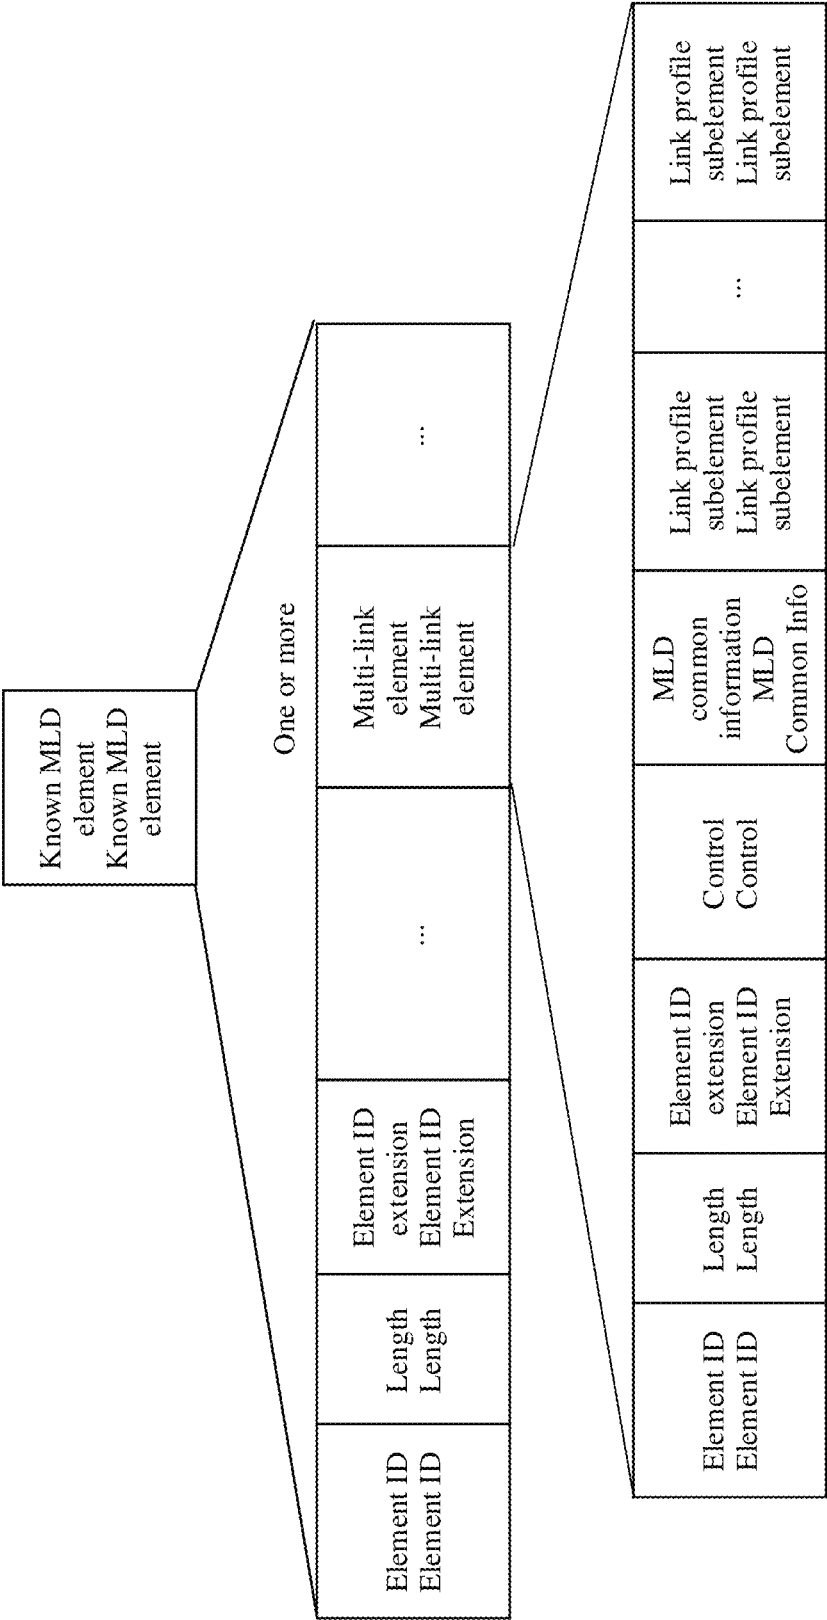 Known MLD
element
Known MLD
element
One or more
Element ID
Element ID
Length
Length
Element ID
extension
Element ID
Extension
...
Multi-link
element
Multi-link
element
...
Element ID
Element ID
Length
Length
Element ID
extension
Element ID
Extension
Control
Control
MLD
common
information
MLD
Common Info
Link profile
subelement
Link profile
subelement
...
Link profile
subelement
Link profile
subelement